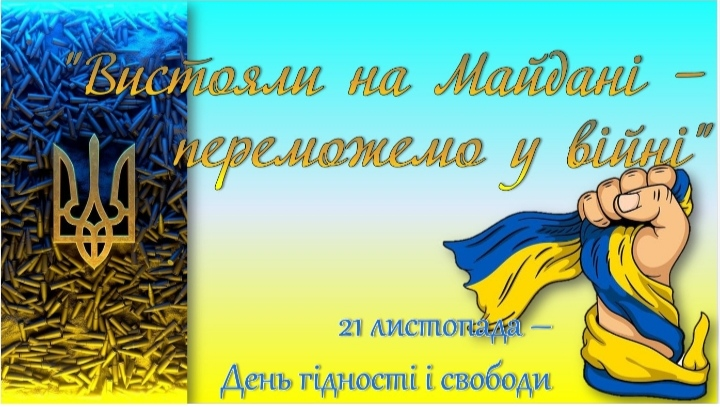 "Вистояли на Майдані –
переможемо у війні"
21 листопада –
День гідності і свободи